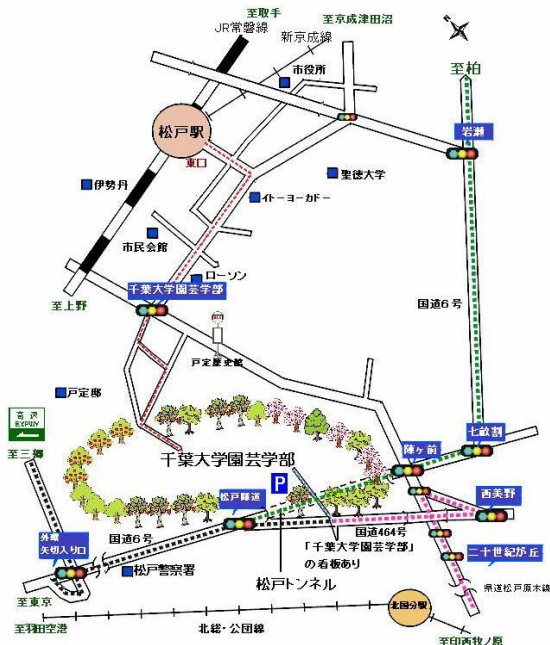 至取手
JR常磐線
至京成津田沼
新京成線
市役所
至柏
松戸駅
岩瀬
東口
聖徳大学
伊勢丹
イトーヨーカドー
市民会館
ローソン
千葉大学園芸学部
至上野
国道6号
戸定歴史館
戸定邸
高速
EXPWY
七畝割
千葉大学園芸学部
陣ヶ前
至三郷
P
松戸隧道
西美野
国道6号
国道464号
外環
矢切入り口
「千葉大学園芸学部」
の看板あり
二十世紀が丘
松戸警察署
松戸トンネル
県道松戸原木線
至東京
北国分駅
至羽田空港
北総・公団線
至印西牧ノ原